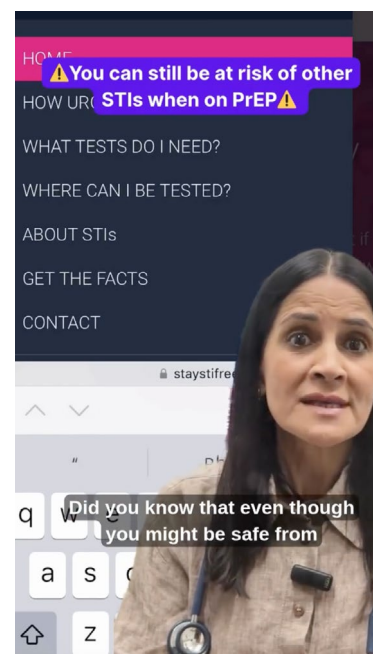 HOME
⚠️You can still be at risk of other
STIs when on PrEP⚠️
WHAT TESTS DO I NEED?
WHERE CAN I BE TESTED?
ABOUT STIs
GET THE FACTS
CONTACT
Did you know that even though
you might be safe from
q
a s
z